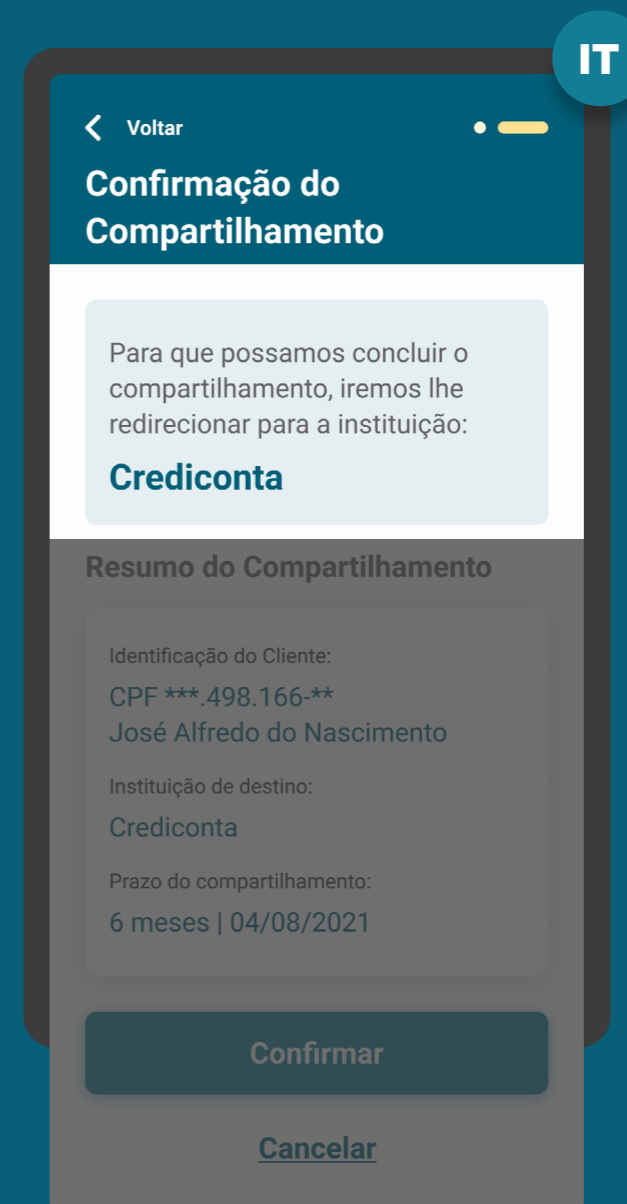 IT
Voltar
Confirmação do
Compartilhamento
Para que possamos concluir o
compartilhamento, iremos lhe
redirecionar para a instituição:
Crediconta
Resumo do Compartilhamento
Identificação do Cliente:
CPF ***.498.166-**
José Alfredo do Nascimento
Instituição de destino:
Crediconta
Prazo do compartilhamento:
6 meses | 04/08/2021
Confirmar
Cancelar